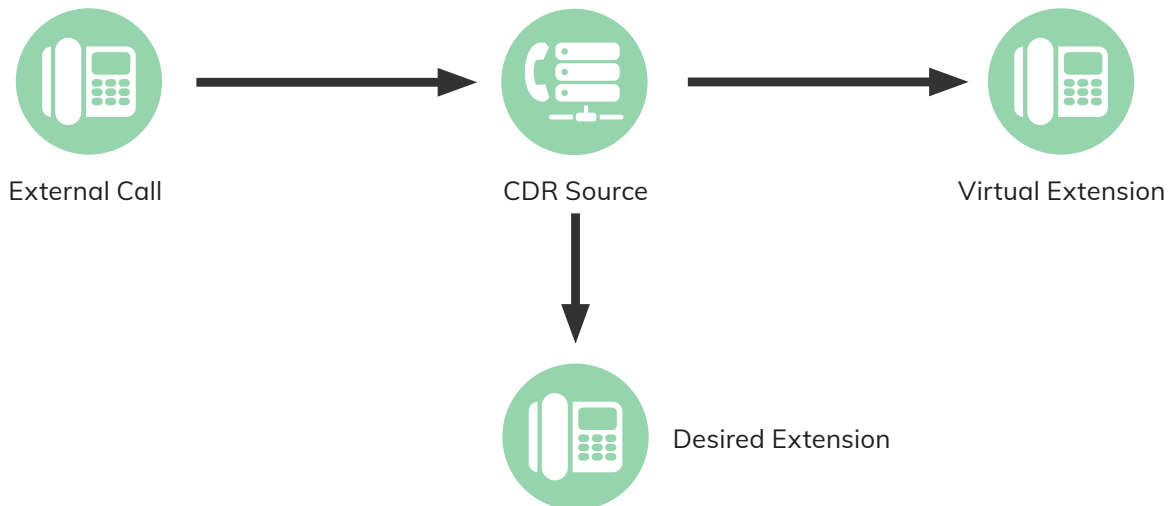 External Call
CDR Source
Virtual Extension
Desired Extension